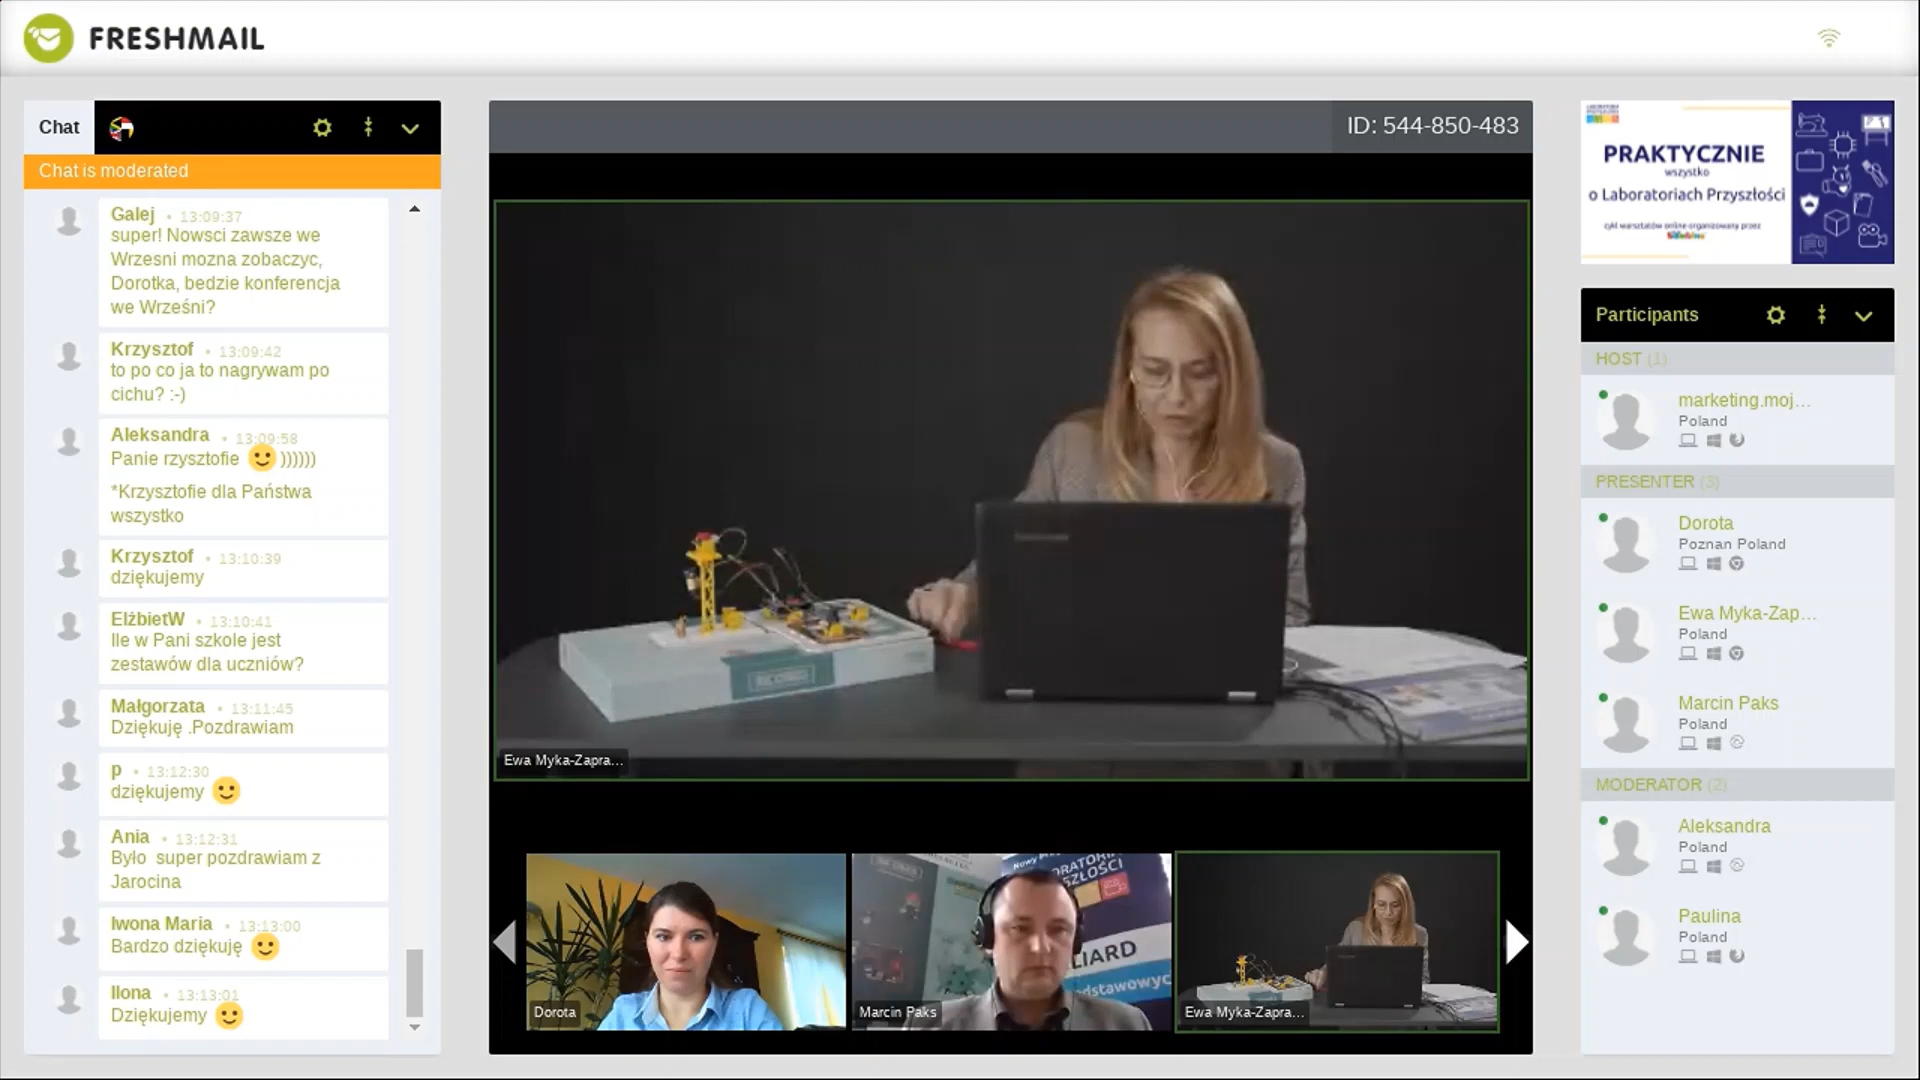 FRESHMAIL
Chat
Chat is moderated
Galej • 13:09:37
super! Nowsci zawsze we
Wrzesni mozna zobaczyc,
Dorotka, bedzie konferencja
we Wrześni?
Krzysztof • 13:09:42
to po co ja to nagrywam po
cichu? :-)
Aleksandra • 13:09:58
Panie rzysztofie 🙂 ))))))
*Krzysztofie dla Państwa
wszystko
Krzysztof • 13:10:39
dziękujemy
ElżbietW • 13:10:41
Ile w Pani szkole jest
zestawów dla uczniów?
Małgorzata • 13:11:45
Dziękuję .Pozdrawiam
p • 13:12:30
dziękujemy 🙂
Ania • 13:12:31
Było  super pozdrawiam z
Jarocina
Iwona Maria • 13:13:00
Bardzo dziękuję 🙂
Ilona • 13:13:01
Dziękujemy 🙂
ID: 544-850-483
Ewa Myka-Zapra...
Dorota
Marcin Paks
LIARD
Ewa Myka-Zapra...
PRAKTYCZNIE
wszystko
o Laboratoriach Przyszłości
cykl warsztatów online organizowany przez
Participants
HOST (1)
marketing.moj...
Poland
PRESENTER (3)
Dorota
Poznan Poland
Ewa Myka-Zap...
Poland
Marcin Paks
Poland
MODERATOR (2)
Aleksandra
Poland
Paulina
Poland